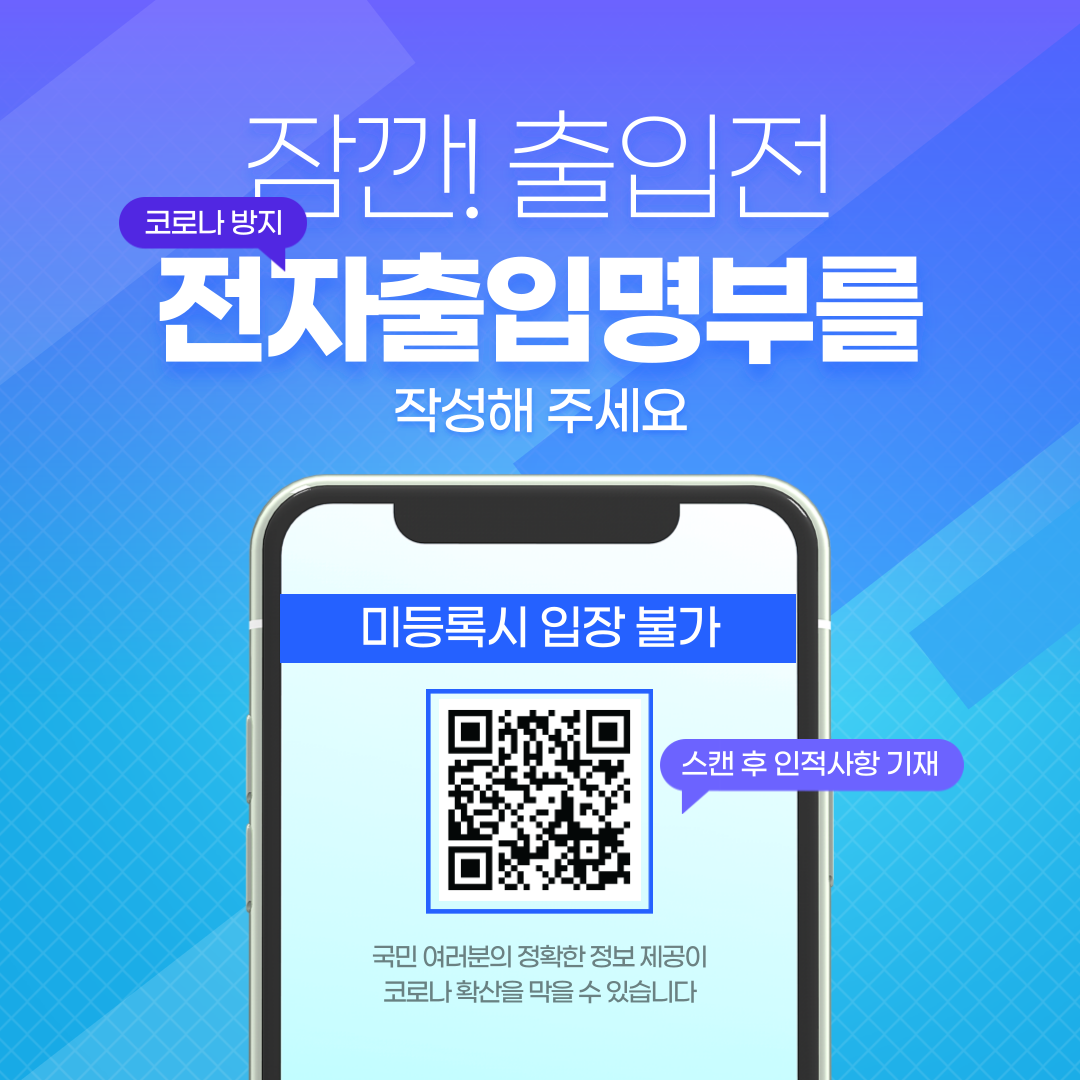 잠깐! 출입전
코로나 방지
전자출입명부를
작성해 주세요
미등록시 입장 불가
스캔 후 인적사항 기재
국민 여러분의 정확한 정보 제공이
코로나 확산을 막을 수 있습니다